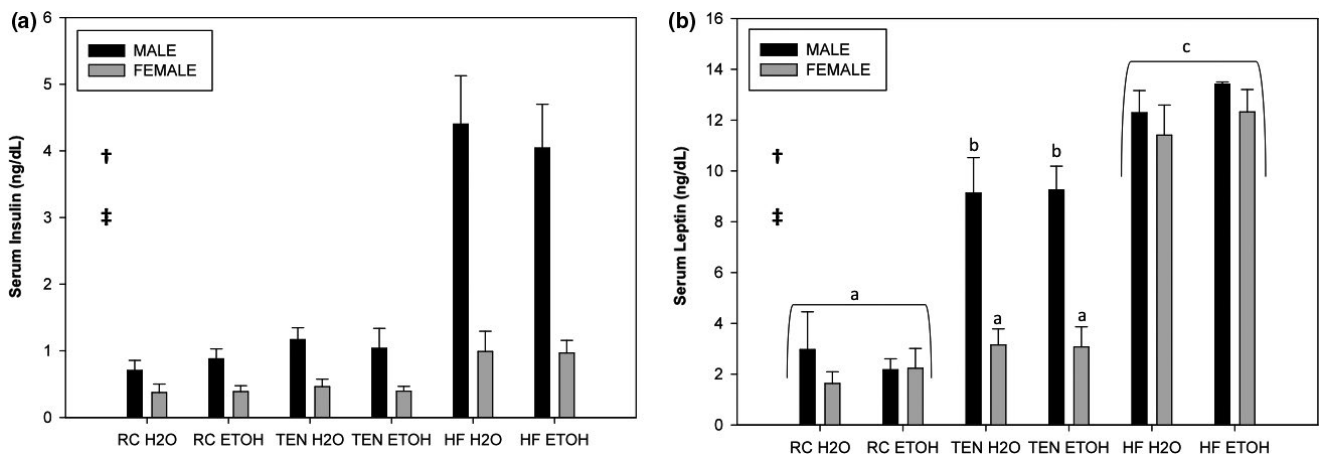 (a)
6
5
4
3
2
1
0
Serum Insulin (ng/dL)
MALE
FEMALE
†
‡
RC H2O RC ETOH TEN H2O TEN ETOH HF H2O HF ETOH
(b)
16
14
12
10
8
6
4
2
0
Serum Leptin (ng/dL)
MALE
FEMALE
†
‡
a
b
a
b
a
c
RC H2O RC ETOH TEN H2O TEN ETOH HF H2O HF ETOH